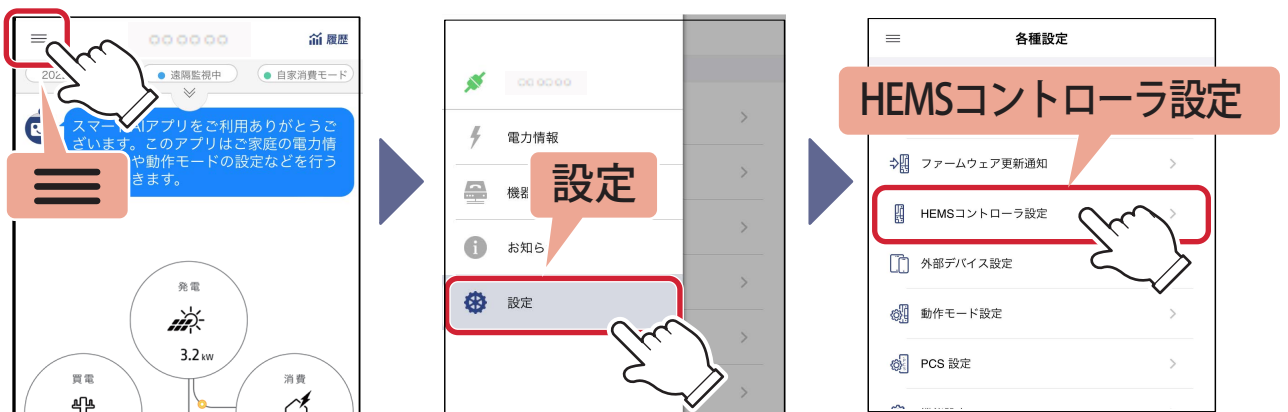 履歴
202
遠隔監視中
自家消費モード
スマートAIアプリをご利用ありがとうご
ざいます。このアプリはご家庭の電力情
や動作モードの設定などを行う
きます。
発電
3.2 kW
買電
消費
電力情報
機器
お知ら
設定
設定
各種設定
HEMSコントローラ設定
ファームウェア更新通知
HEMSコントローラ設定
外部デバイス設定
動作モード設定
PCS 設定